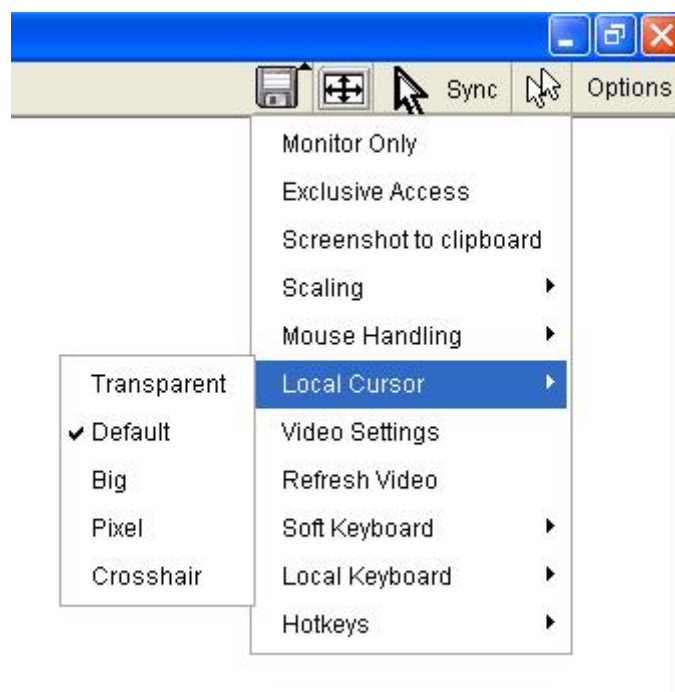 Sync
Options
Monitor Only
Exclusive Access
Screenshot to clipboard
Scaling
Mouse Handling
Local Cursor
Video Settings
Refresh Video
Soft Keyboard
Local Keyboard
Hotkeys
Transparent
Default
Big
Pixel
Crosshair